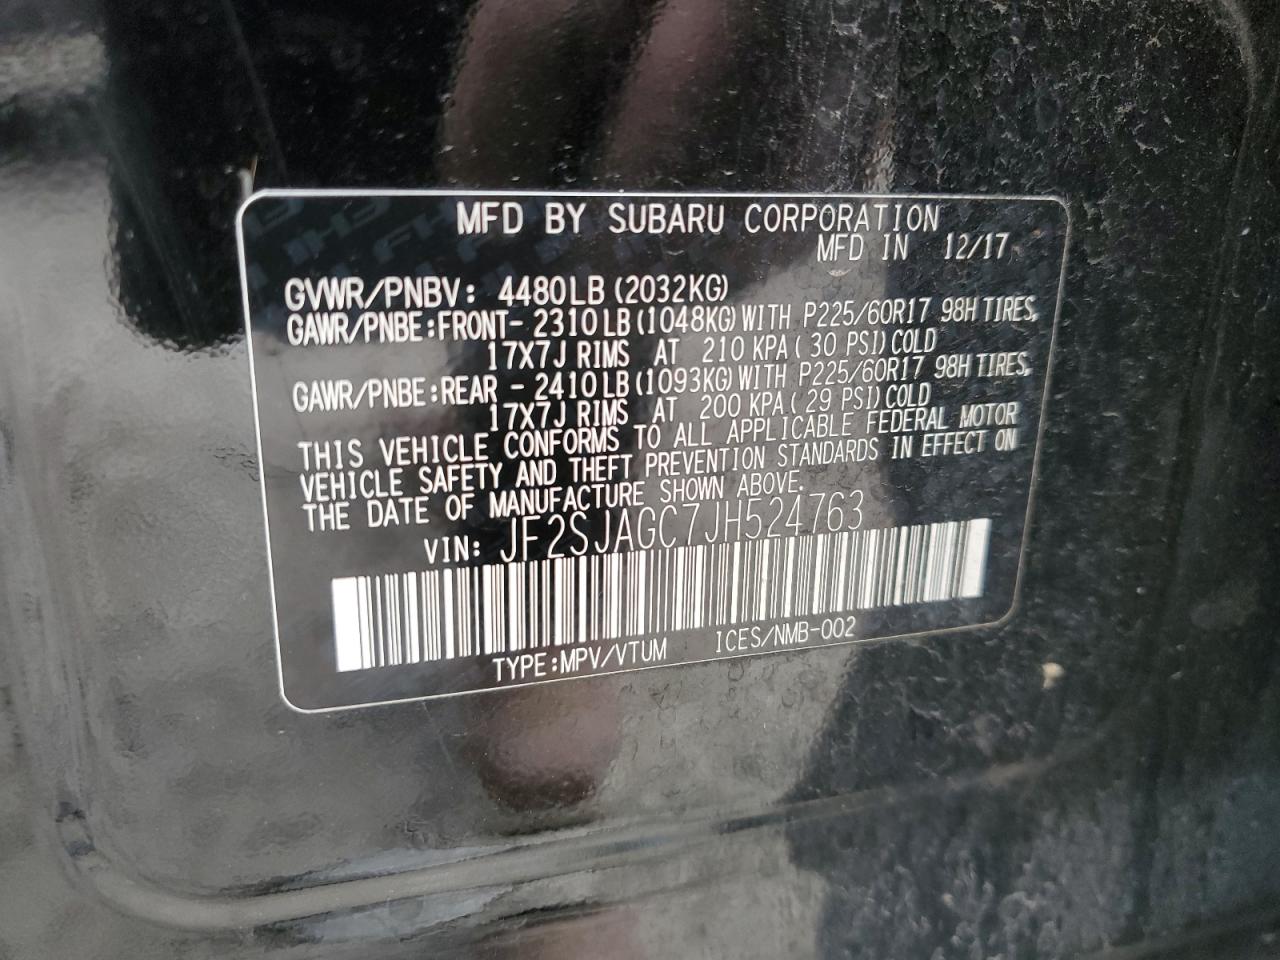 MFD BY SUBARU CORPORATION
MFD IN 12/17
GVWR/PNBV: 4480LB (2032KG)
GAWR/PNBE:FRONT- 2310LB (1048KG) WITH P225/60R17 98H TIRES,
17X7J RIMS AT 210 KPA ( 30 PSI) COLD
GAWR/PNBE:REAR - 2410LB (1093KG) WITH P225/60R17 98H TIRES,
17X7J RIMS AT 200 KPA ( 29 PSI) COLD
THIS VEHICLE CONFORMS TO ALL APPLICABLE FEDERAL MOTOR
VEHICLE SAFETY AND THEFT PREVENTION STANDARDS IN EFFECT ON
THE DATE OF MANUFACTURE SHOWN ABOVE.
VIN: JF2SJAGC7JH524763
TYPE:MPV/VTUM ICES/NMB-002